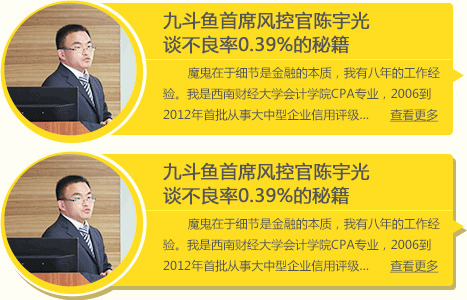 九斗鱼首席风控官陈宇光
谈不良率0.39%的秘籍
魔鬼在于细节是金融的本质，我有八年的工作经
验。我是西南财经大学会计学院CPA专业，2006到
2012年首批从事大中型企业信用评级... 查看更多
九斗鱼首席风控官陈宇光
谈不良率0.39%的秘籍
魔鬼在于细节是金融的本质，我有八年的工作经
验。我是西南财经大学会计学院CPA专业，2006到
2012年首批从事大中型企业信用评级... 查看更多